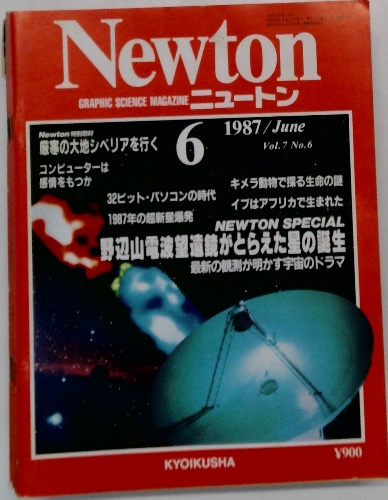 Newton
GRAPHIC SCIENCE MAGAZINE ニュートン
Newton 特別取材
厳寒の大地シベリアを行く
6
1987/June
Vol.7 No.6
コンピューターは
感情をもつか
32ビット・パソコンの時代
キメラ動物で探る生命の謎
1987年の超新星爆発
イブはアフリカで生まれた
NEWTON SPECIAL
野辺山電波望遠鏡がとらえた星の誕生
最新の観測が明かす宇宙のドラマ
KYOIKUSHA
¥900